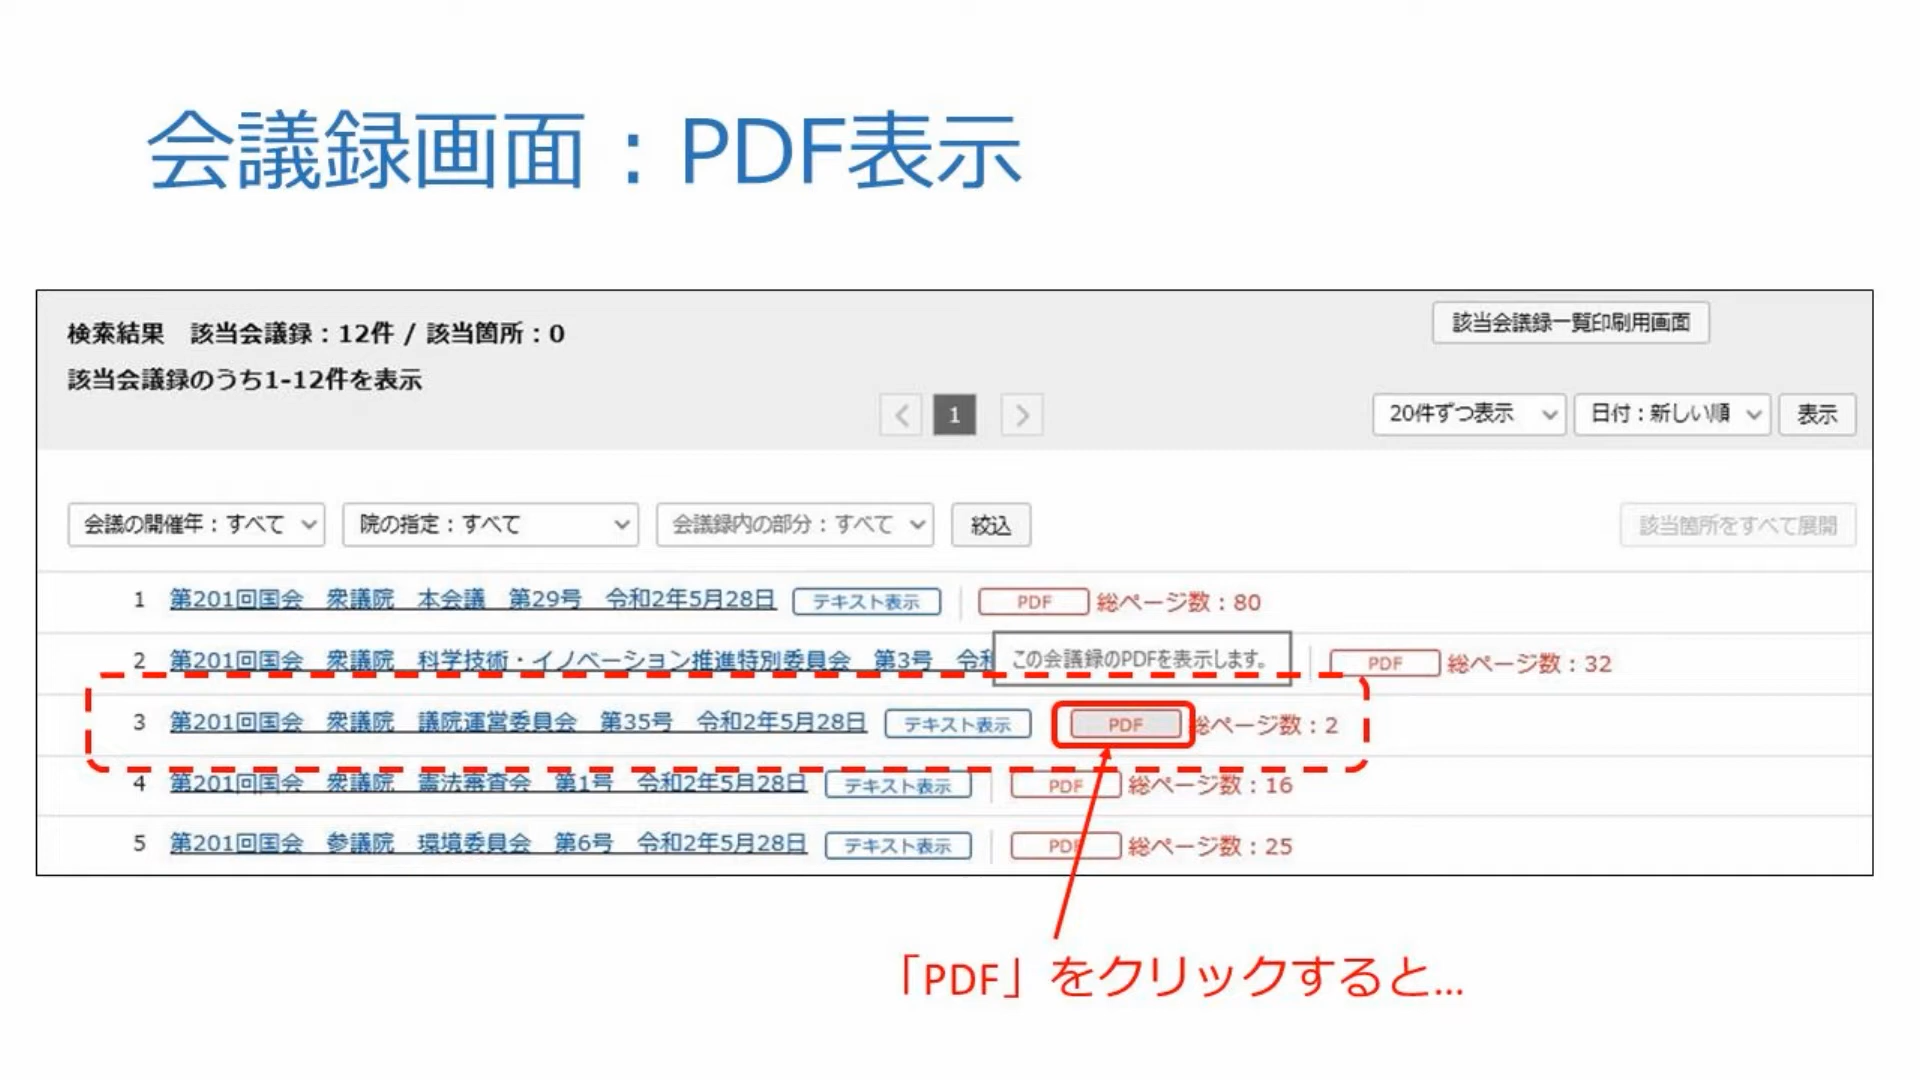 会議録画面：PDF表示
検索結果　該当会議録：12件 / 該当箇所：0
該当会議録一覧印刷用画面
該当会議録のうち1-12件を表示
1
20件ずつ表示　日付：新しい順　表示
会議の開催年：すべて　院の指定：すべて　会議録内の部分：すべて　絞込　該当箇所をすべて展開
1　第201回国会　衆議院　本会議　第29号　令和2年5月28日　テキスト表示　PDF　総ページ数：80
2　第201回国会　衆議院　科学技術・イノベーション推進特別委員会　第3号　令和　この会議録のPDFを表示します。　PDF　総ページ数：32
3　第201回国会　衆議院　議院運営委員会　第35号　令和2年5月28日　テキスト表示　PDF　総ページ数：2
4　第201回国会　衆議院　憲法審査会　第1号　令和2年5月28日　テキスト表示　PDF　総ページ数：16
5　第201回国会　参議院　環境委員会　第6号　令和2年5月28日　テキスト表示　PDF　総ページ数：25
「PDF」をクリックすると…